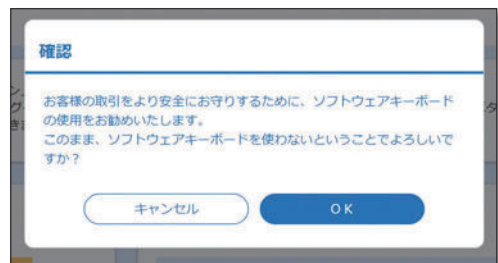 確認
お客様の取引をより安全にお守りするために、ソフトウェアキーボード
の使用をお勧めいたします。
このまま、ソフトウェアキーボードを使わないということでよろしいで
すか？
キャンセル
ＯＫ